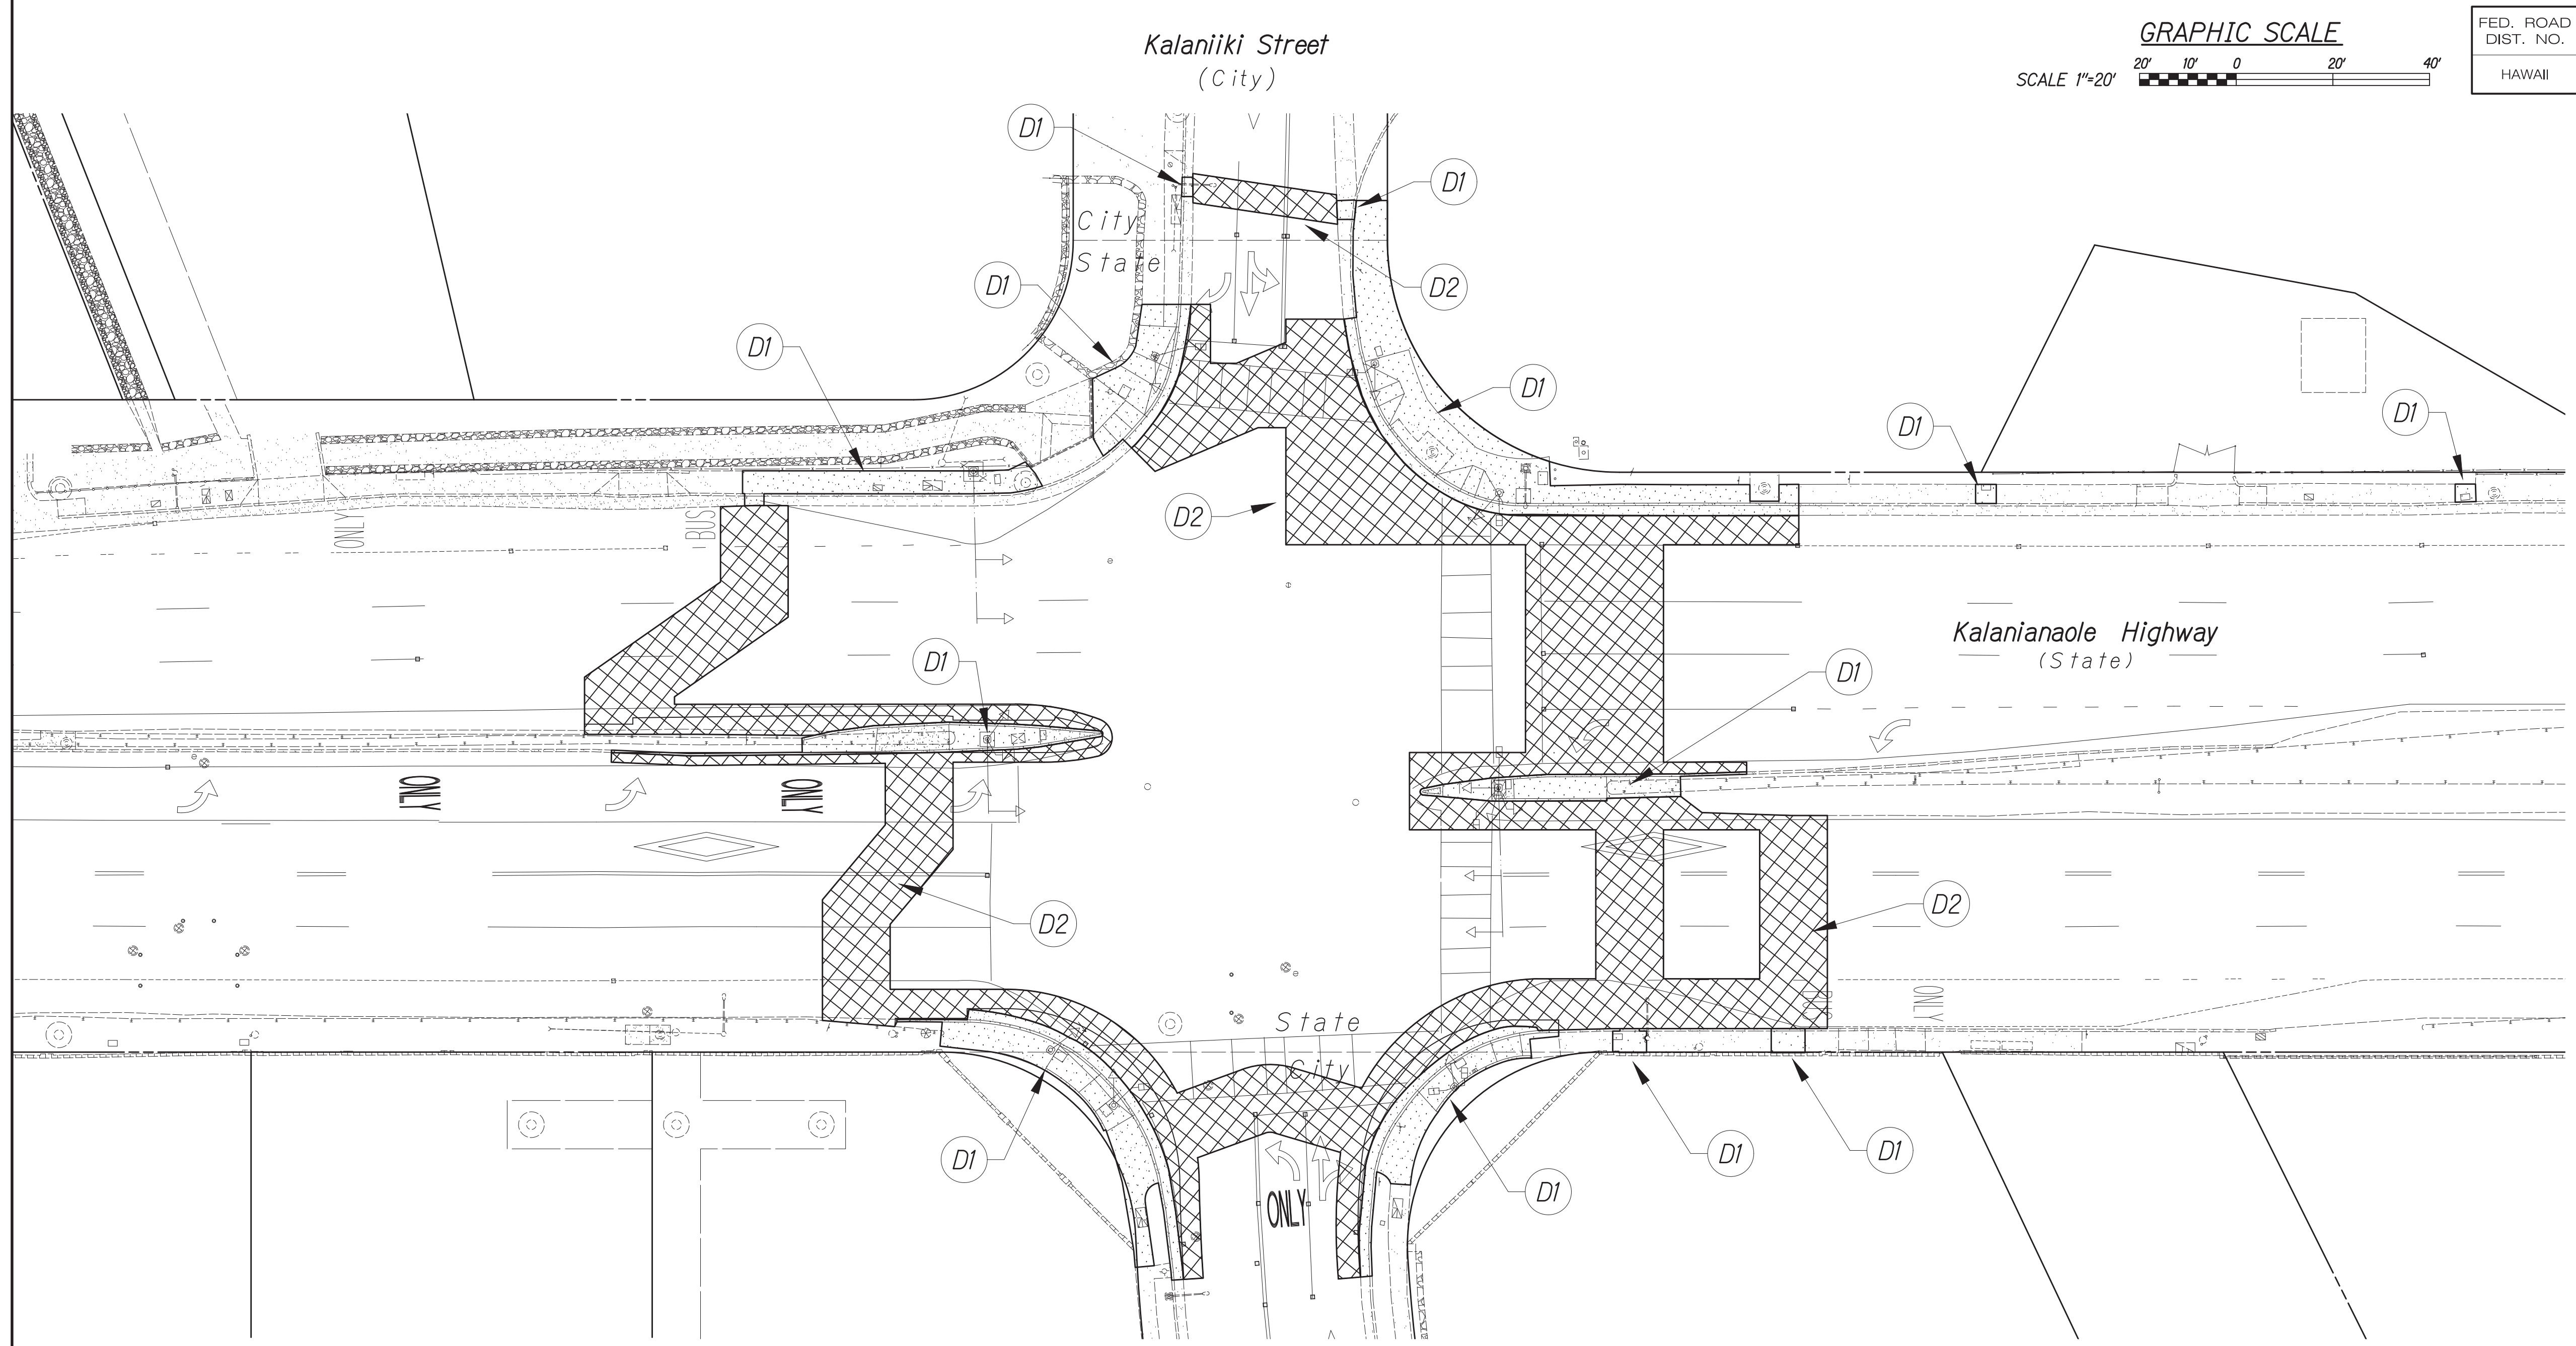 Kalaniiki Street
(City)
GRAPHIC SCALE
20' 10' 0 20' 40'
SCALE 1"=20'
FED. ROAD
DIST. NO.
HAWAII
D1
D1
City
State
D1
D2
D1
D1
D1
D1
ONLY
BUS
D2
Kalanianaole Highway
(State)
D1
D1
ONLY
ONLY
D2
D2
BUS
ONLY
State
City
D1
D1
D1
D1
ONLY